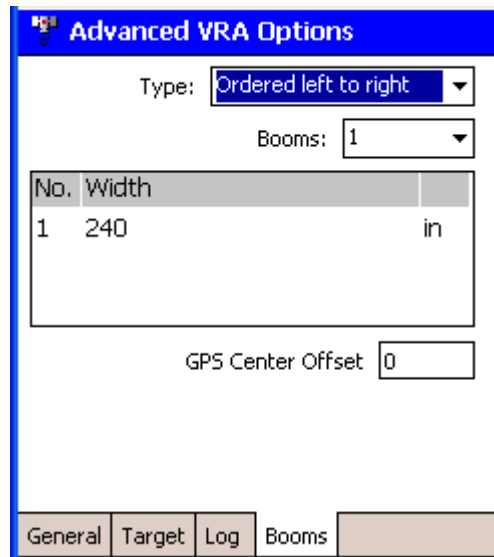 Advanced VRA Options
Type: Ordered left to right
Booms: 1
No. Width
1 240 in
GPS Center Offset 0
General Target Log Booms